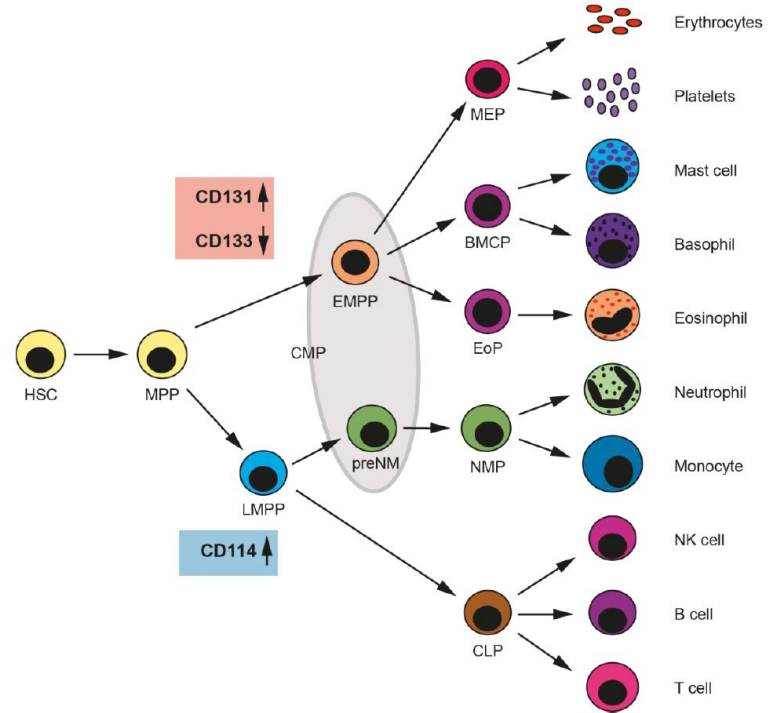 Erythrocytes
Platelets
MEP
Mast cell
CD131
CD133
BMCP
Basophil
EMPP
Eosinophil
EoP
CMP
HSC
MPP
Neutrophil
preNM
NMP
Monocyte
LMPP
CD114
NK cell
B cell
CLP
T cell